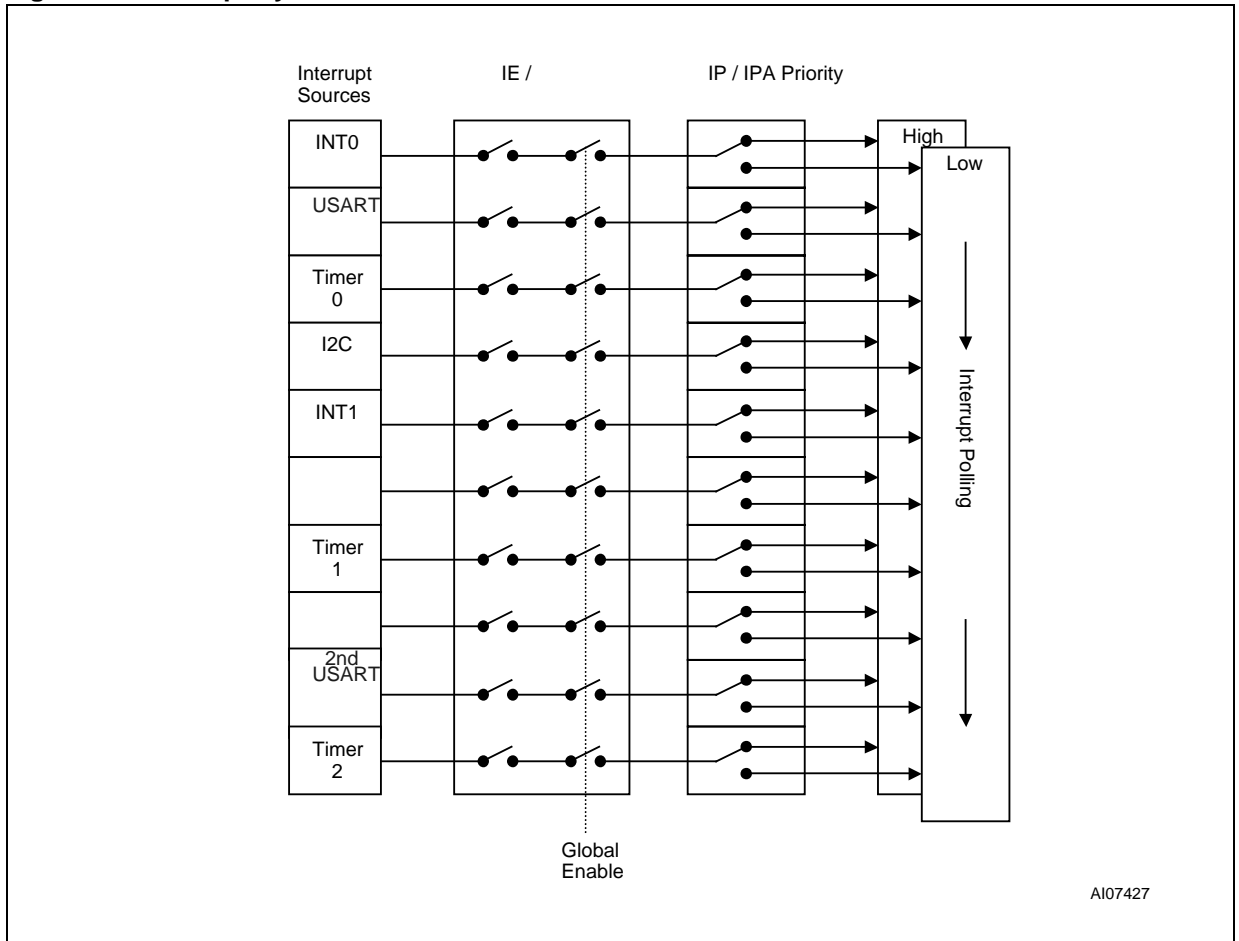 Interrupt
Sources
IE /
IP / IPA Priority
INT0
High
Low
USART
Timer
0
I2C
INT1
Interrupt Polling
Timer
1
2nd
USART
Timer
2
Global
Enable
AI07427